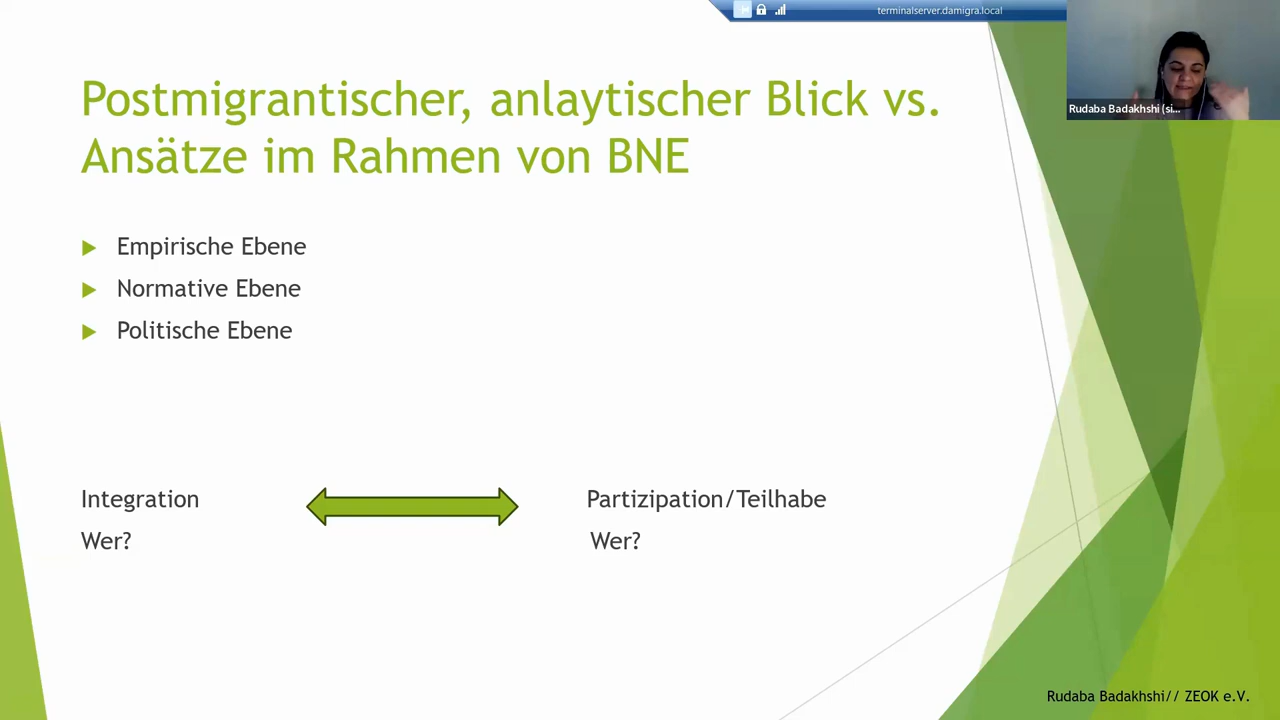 terminalserver.damigra.local
Rudaba Badakhshi (si...
Postmigrantischer, anlaytischer Blick vs.
Ansätze im Rahmen von BNE
Empirische Ebene
Normative Ebene
Politische Ebene
Integration
Partizipation/Teilhabe
Wer?
Wer?
Rudaba Badakhshi// ZEOK e.V.